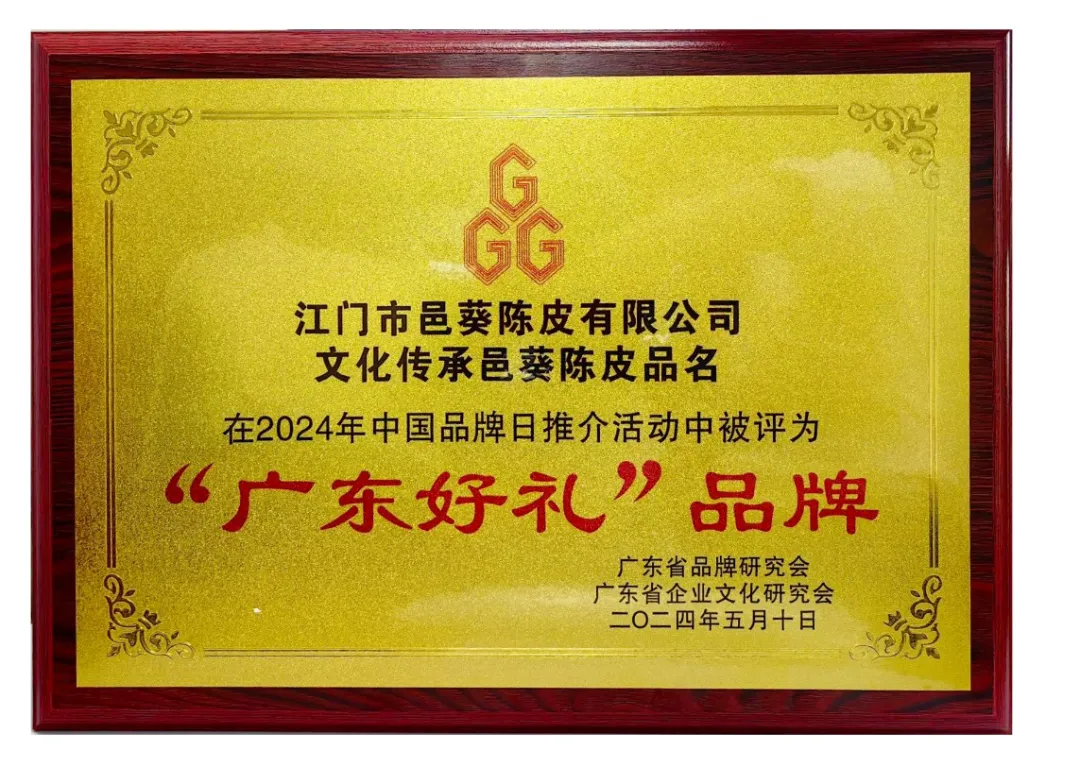 G
GG
江门市邑葵陈皮有限公司
文化传承邑葵陈皮品名
在2024年中国品牌日推介活动中被评为
“广东好礼”品牌
广东省品牌研究会
广东省企业文化研究会
二〇二四年五月十日